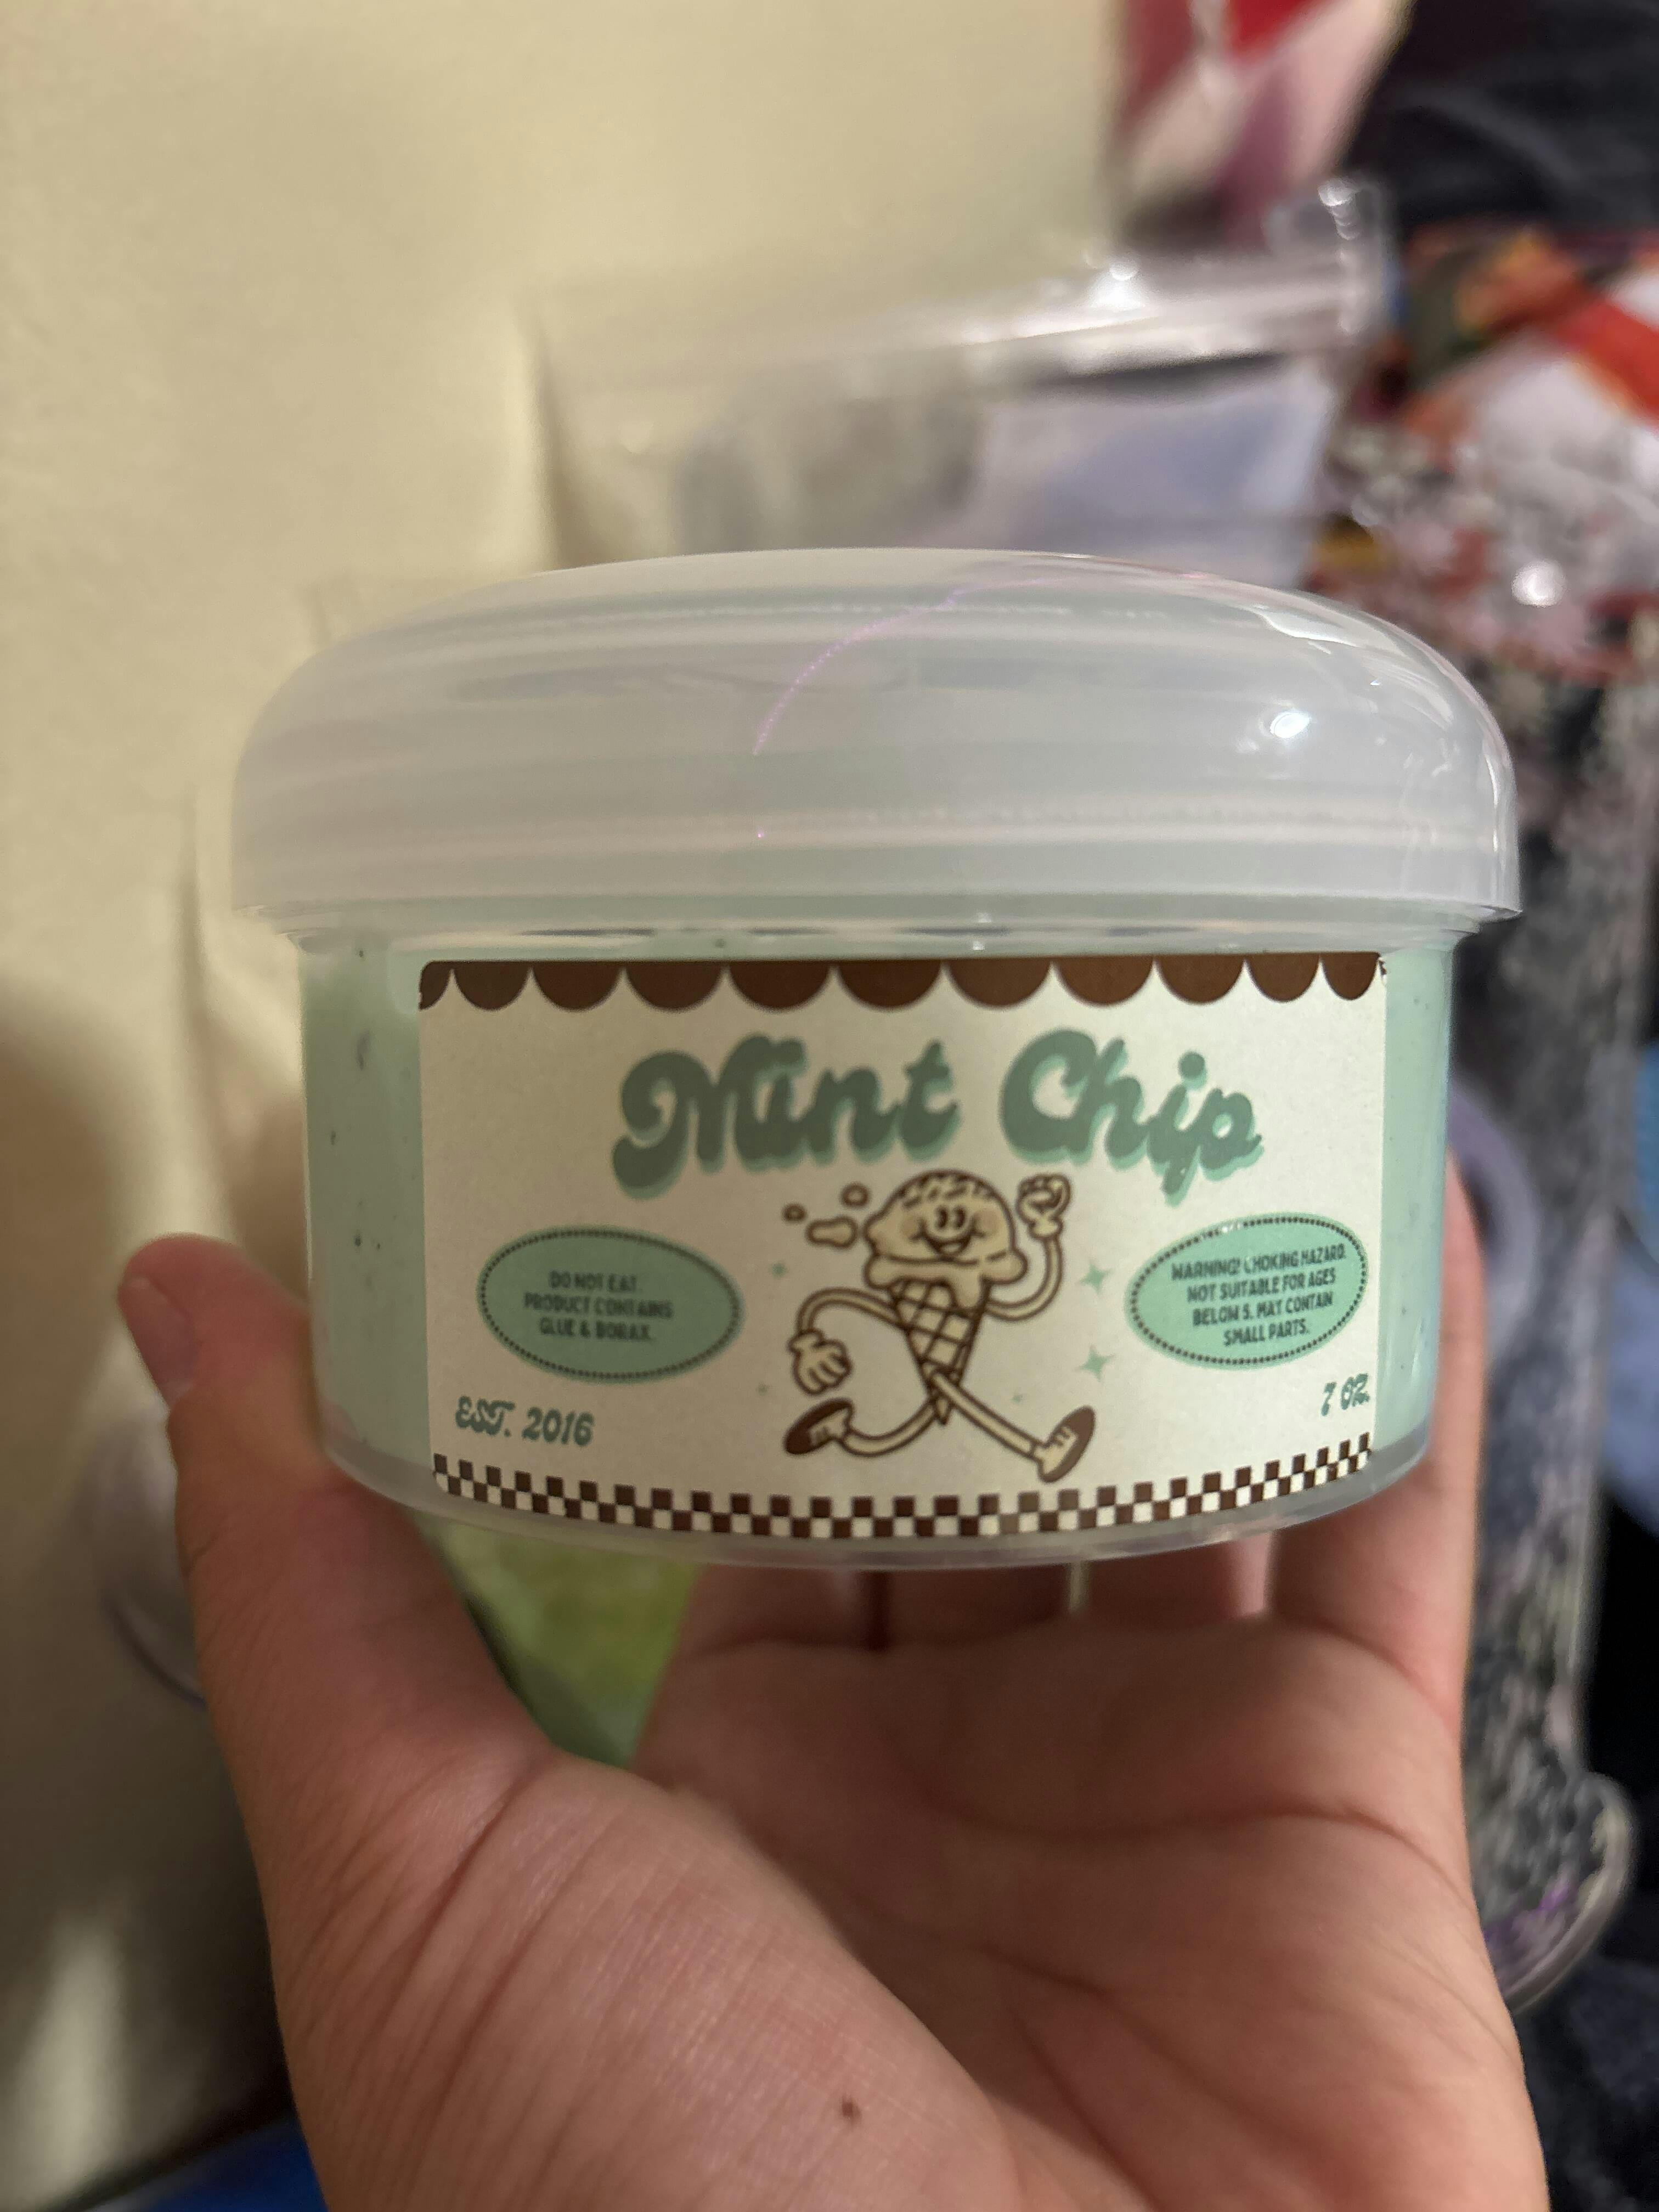 Mint Chip
DO NOT EAT.
PRODUCT CONTAINS
GLUE & BORAX.
WARNING! CHOKING HAZARD.
NOT SUITABLE FOR AGES
BELOW 5. MAY CONTAIN
SMALL PARTS.
EST. 2016
7 OZ.